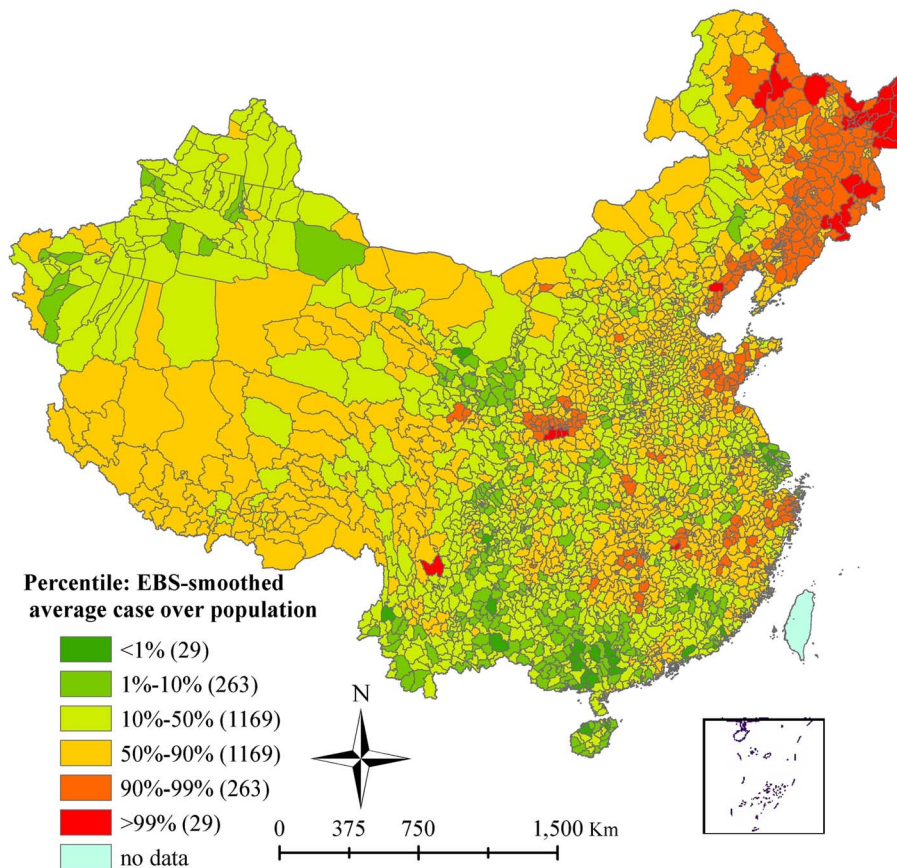 Percentile: EBS-smoothed
average case over population
<1% (29)
1%-10% (263)
10%-50% (1169)
50%-90% (1169)
90%-99% (263)
>99% (29)
no data
N
0 375 750 1,500 Km